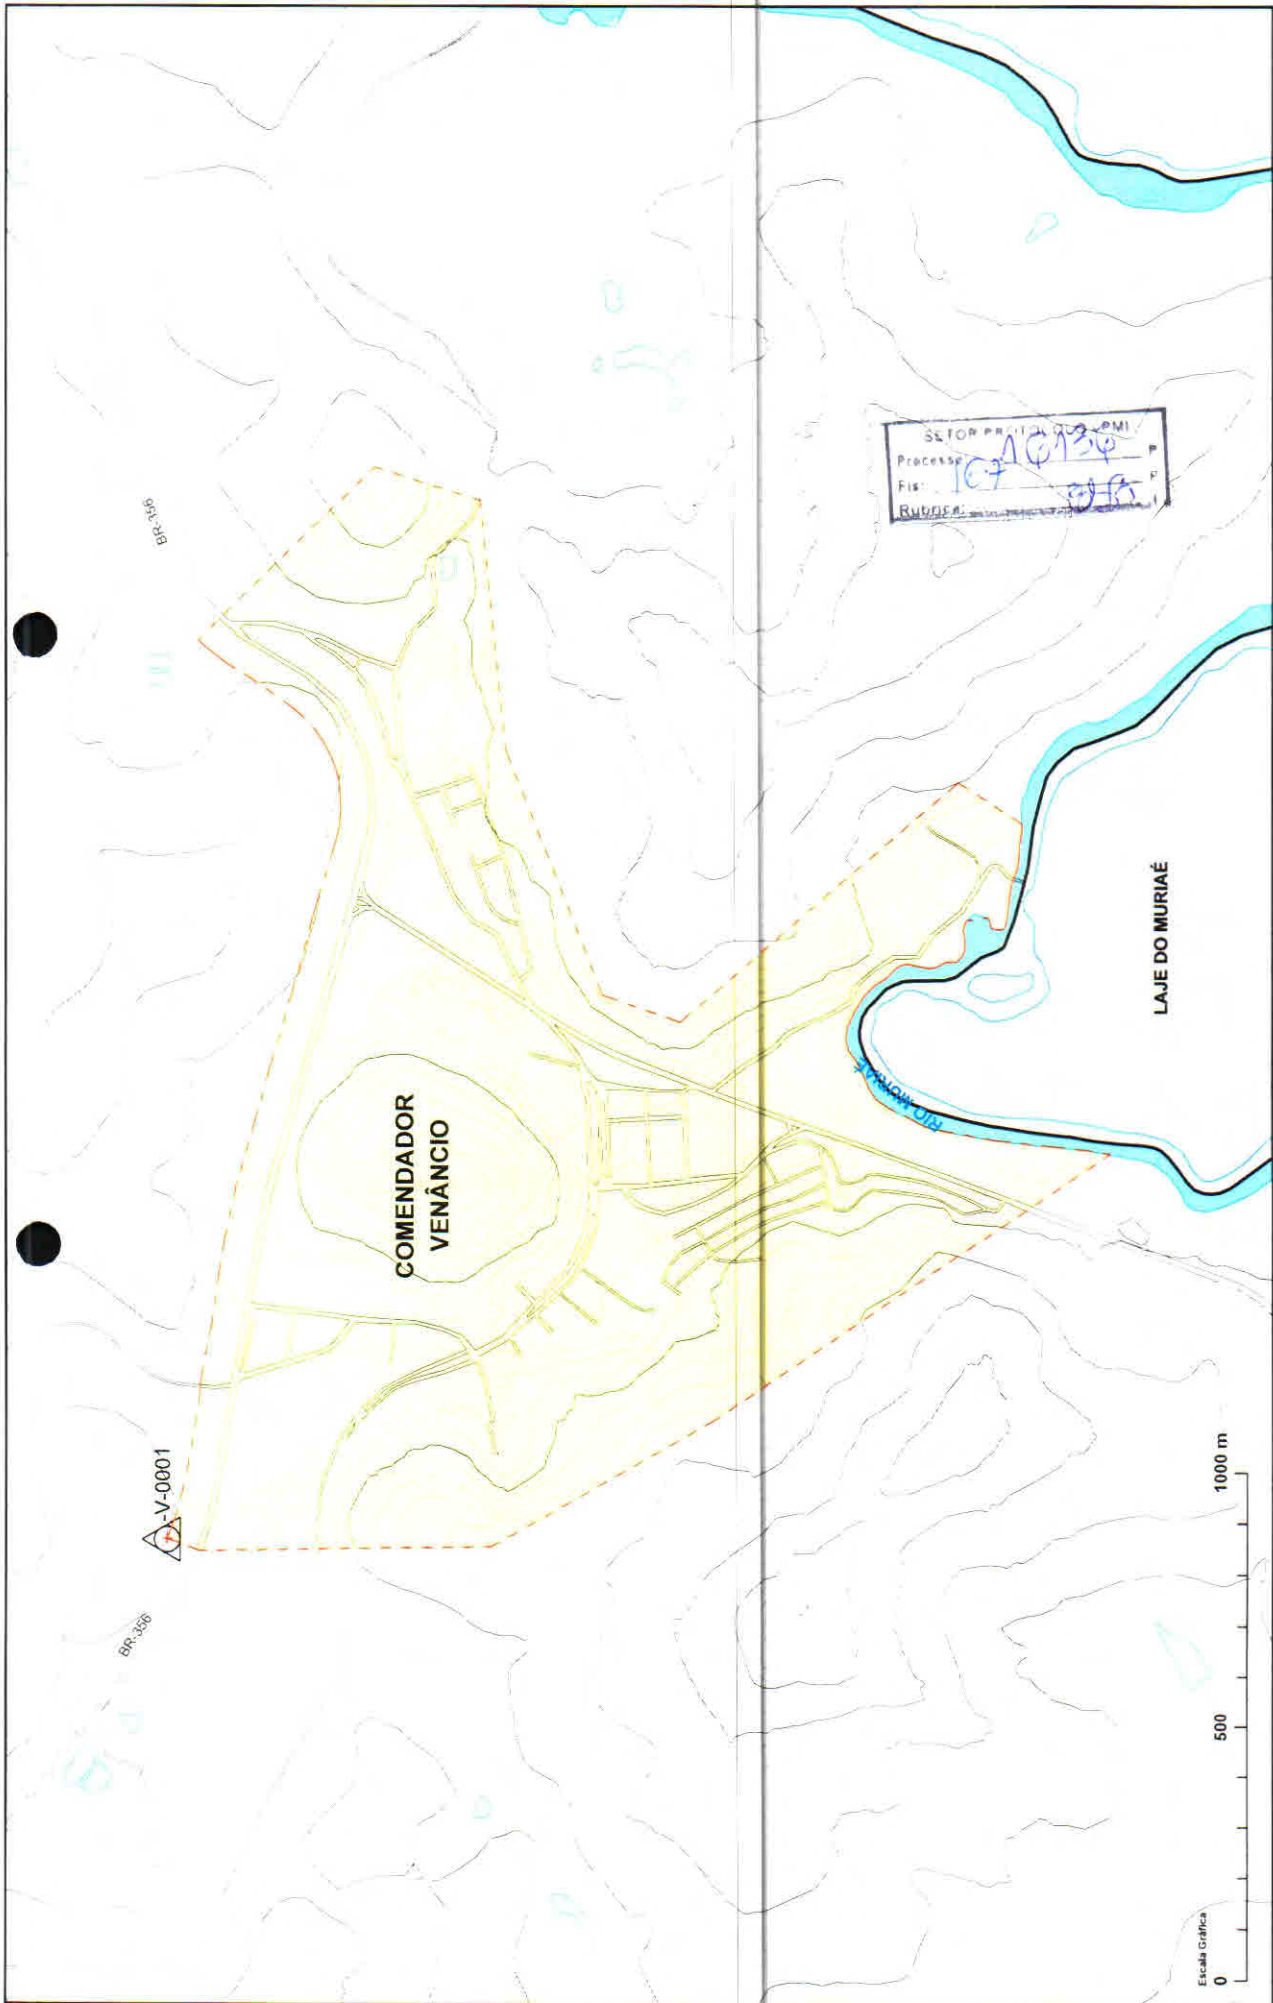 BR-356
BR-356
V-0001
COMENDADOR
VENÂNCIO
RIO MURIAÉ
LAJE DO MURIAÉ
Processo
Fls:
Rubrica:
Escala Gráfica
0
500
1000 m